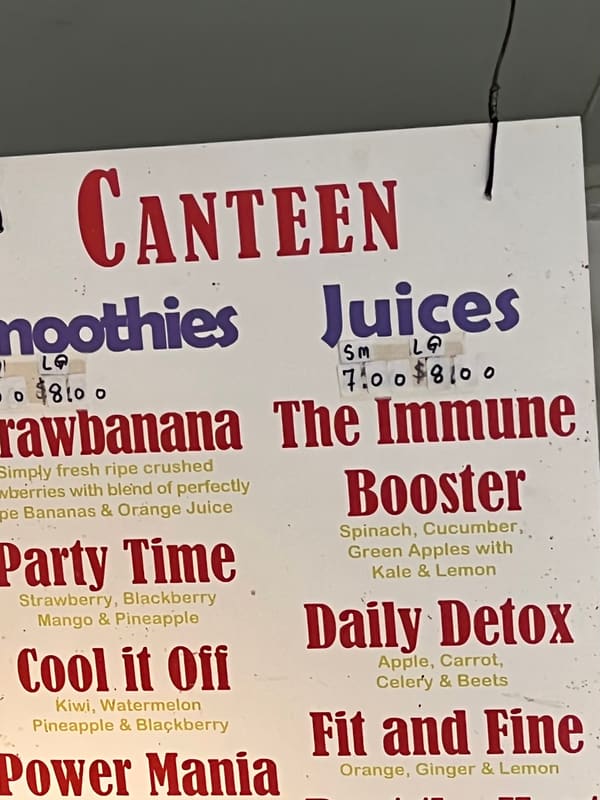 CANTEEN
moothies
LG
0 $8.00
rawbanana
Simply fresh ripe crushed
wberries with blend of perfectly
pe Bananas & Orange Juice
Party Time
Strawberry, Blackberry
Mango & Pineapple
Cool it Off
Kiwi, Watermelon
Pineapple & Blackberry
Power Mania
Juices
Sm LG
7.00 $8.00
The Immune
Booster
Spinach, Cucumber,
Green Apples with
Kale & Lemon
Daily Detox
Apple, Carrot,
Celery & Beets
Fit and Fine
Orange, Ginger & Lemon